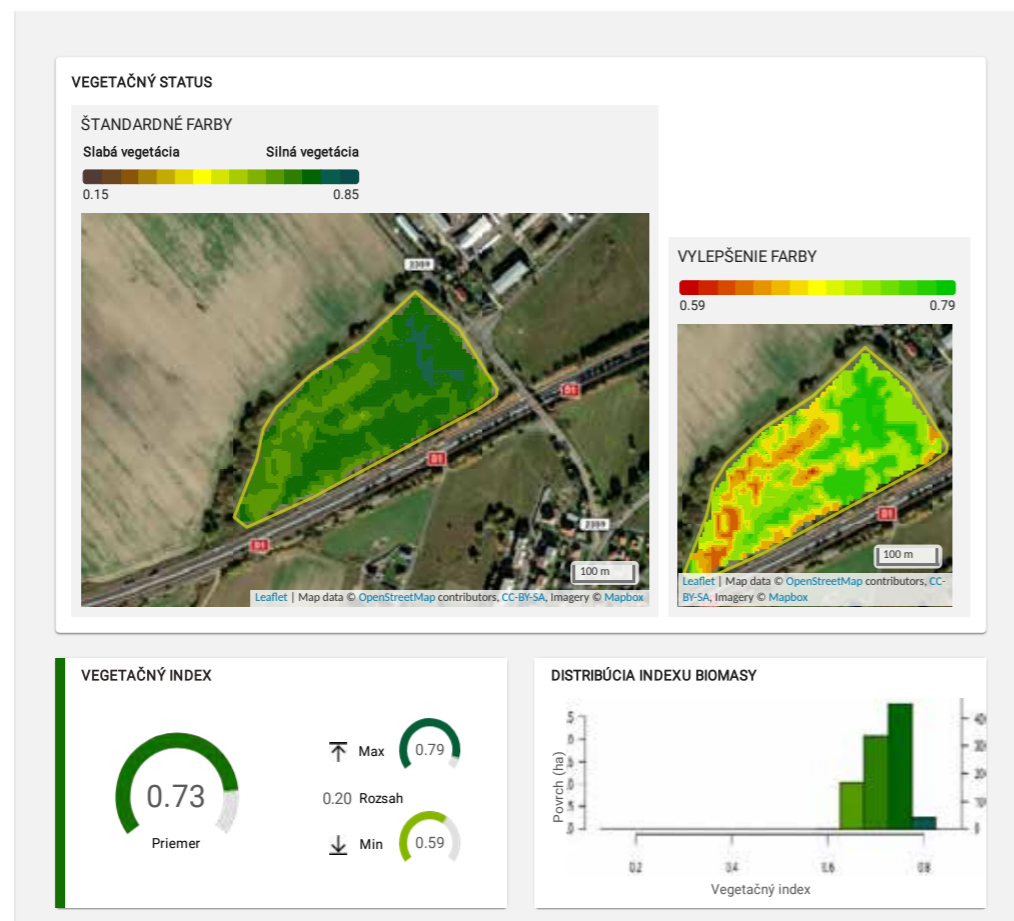 VEGETAČNÝ STATUS
ŠTANDARDNÉ FARBY
Slabá vegetácia Silná vegetácia
0.15 0.85
2309
D1
D1
D1
2309
100 m
Leaflet | Map data © OpenStreetMap contributors, CC-BY-SA, Imagery © Mapbox
VYLEPŠENIE FARBY
0.59 0.79
D1
100 m
Leaflet | Map data © OpenStreetMap contributors, CC-
BY-SA, Imagery © Mapbox
VEGETAČNÝ INDEX
0.73
Priemer
Max 0.79
0.20 Rozsah
Min 0.59
DISTRIBÚCIA INDEXU BIOMASY
Povrch (ha)
0.2 0.4 0.6 0.8
Vegetačný index